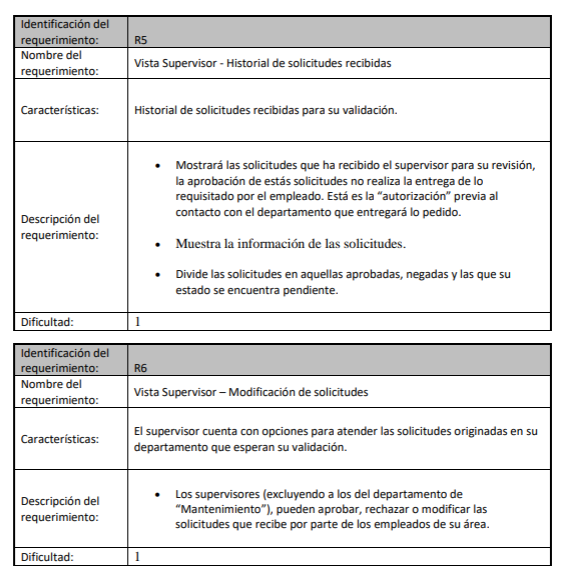 Identificación del
requerimiento:
R5
Nombre del
requerimiento:
Vista Supervisor - Historial de solicitudes recibidas
Características:
Historial de solicitudes recibidas para su validación.
Descripción del
requerimiento:
• Mostrará las solicitudes que ha recibido el supervisor para su revisión,
la aprobación de estás solicitudes no realiza la entrega de lo
requisitado por el empleado. Está es la “autorización” previa al
contacto con el departamento que entregará lo pedido.
• Muestra la información de las solicitudes.
• Divide las solicitudes en aquellas aprobadas, negadas y las que su
estado se encuentra pendiente.
Dificultad:
1
Identificación del
requerimiento:
R6
Nombre del
requerimiento:
Vista Supervisor – Modificación de solicitudes
Características:
El supervisor cuenta con opciones para atender las solicitudes originadas en su
departamento que esperan su validación.
Descripción del
requerimiento:
• Los supervisores (excluyendo a los del departamento de
“Mantenimiento”), pueden aprobar, rechazar o modificar las
solicitudes que recibe por parte de los empleados de su área.
Dificultad:
1